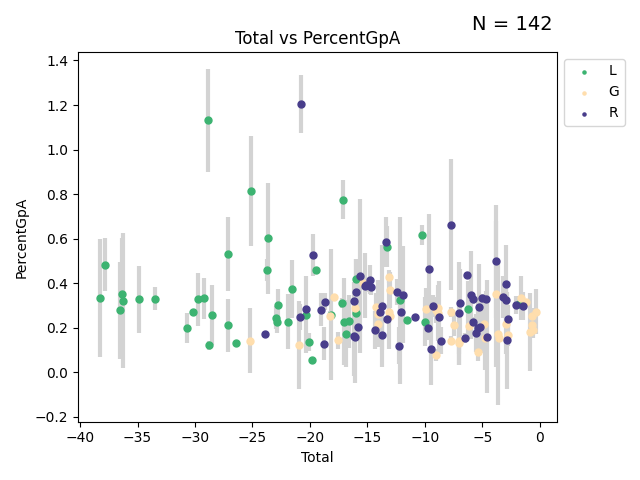 N = 142
Total vs PercentGpA
L
G
R
PercentGpA
1.4
1.2
1.0
0.8
0.6
0.4
0.2
0.0
−0.2
−40 −35 −30 −25 −20 −15 −10 −5 0
Total